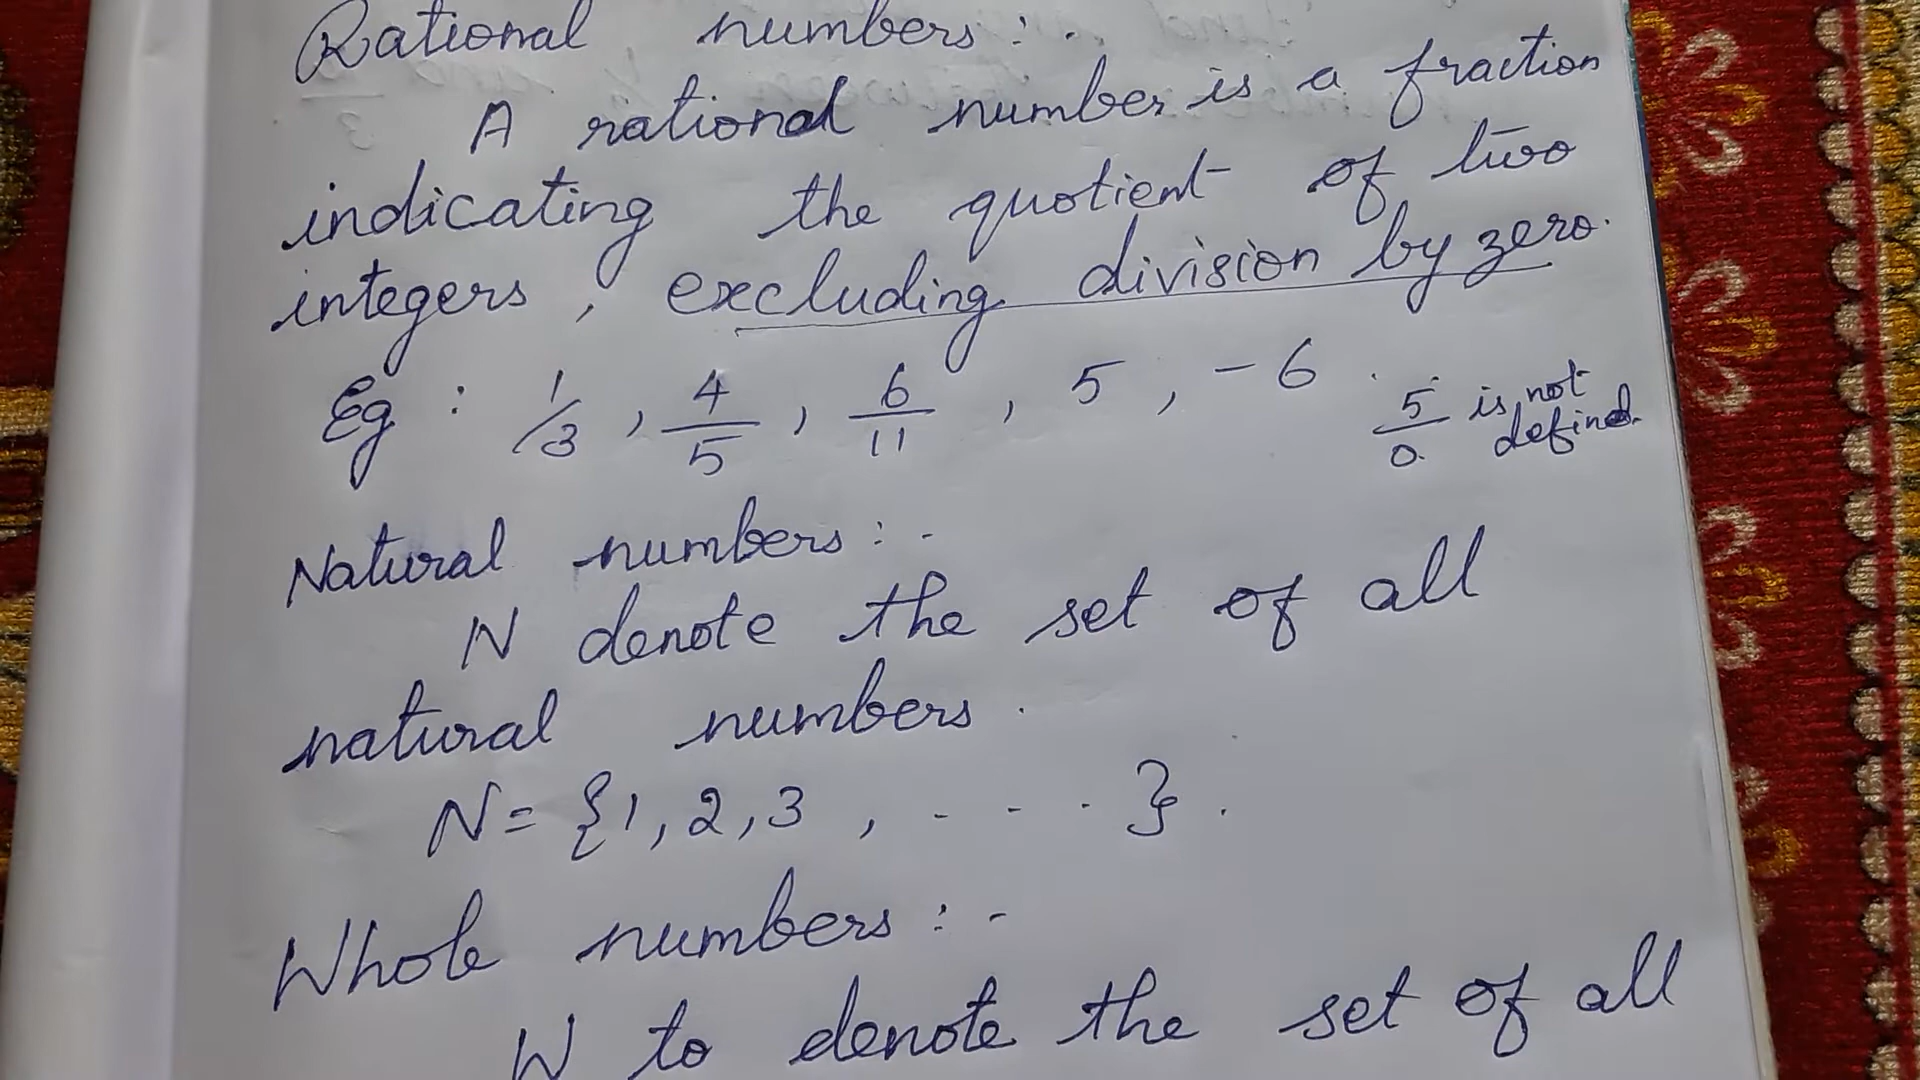 Rational numbers : .
A rational number is a fraction
indicating the quotient of two
integers , excluding division by zero.
Eg : 1/3 , 4/5 , 6/11 , 5 , -6 . 5/0 is not defined.
Natural numbers : -
N denote the set of all
natural numbers .
N = {1, 2, 3 , - - - } .
Whole numbers : -
W to denote the set of all